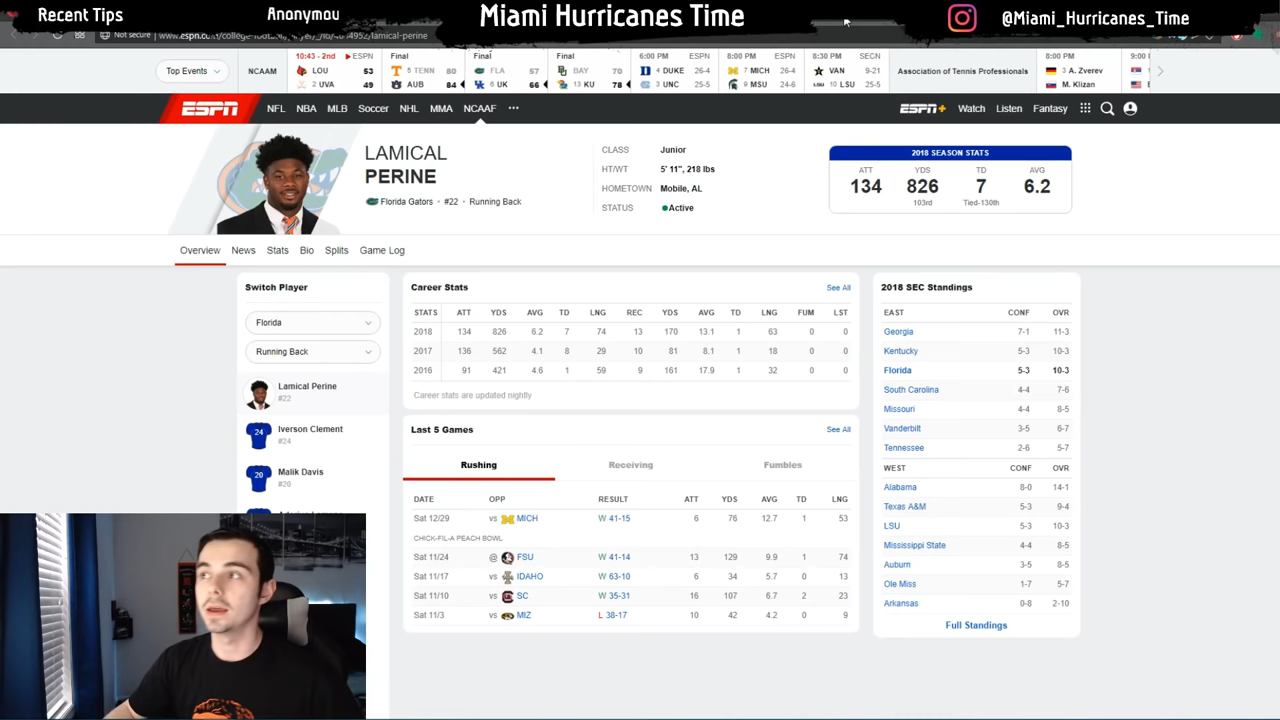 Recent Tips
Anonymou
Miami Hurricanes Time
@Miami_Hurricanes_Time
Not secure
Top Events
NCAAM
10:43 - 2nd ESPN
LOU 53
2 UVA 49
Final
5 TENN 80
AUB 84
Final
FLA 57
6 UK 66
Final
BAY 70
13 KU 78
6:00 PM ESPN
4 DUKE 26-4
3 UNC 25-5
8:00 PM ESPN
7 MICH 26-4
9 MSU 24-6
8:30 PM SECN
VAN 9-21
10 LSU 25-5
Association of Tennis Professionals
8:00 PM
3 A. Zverev
M. Klizan
9:00
ESPN
NFL NBA MLB Soccer NHL MMA NCAAF
ESPN+ Watch Listen Fantasy
LAMICAL
PERINE
Florida Gators • #22 • Running Back
CLASS Junior
HT/WT 5' 11", 218 lbs
HOMETOWN Mobile, AL
STATUS Active
2018 SEASON STATS
ATT YDS TD AVG
134 826 7 6.2
103rd Tied-130th
Overview News Stats Bio Splits Game Log
Switch Player
Florida
Running Back
Lamical Perine
#22
24
Iverson Clement
#24
20
Malik Davis
#20
Career Stats See All
STATS ATT YDS AVG TD LNG REC YDS AVG TD LNG FUM LST
2018 134 826 6.2 7 74 13 170 13.1 1 63 0 0
2017 136 562 4.1 8 29 10 81 8.1 1 18 0 0
2016 91 421 4.6 1 59 9 161 17.9 1 32 0 0
Career stats are updated nightly
Last 5 Games See All
Rushing Receiving Fumbles
DATE OPP RESULT ATT YDS AVG TD LNG
Sat 12/29 vs MICH W 41-15 6 76 12.7 1 53
CHICK-FIL-A PEACH BOWL
Sat 11/24 @ FSU W 41-14 13 129 9.9 1 74
Sat 11/17 vs IDAHO W 63-10 6 34 5.7 0 13
Sat 11/10 vs SC W 35-31 16 107 6.7 2 23
Sat 11/3 vs MIZ L 38-17 10 42 4.2 0 9
2018 SEC Standings
EAST CONF OVR
Georgia 7-1 11-3
Kentucky 5-3 10-3
Florida 5-3 10-3
South Carolina 4-4 7-6
Missouri 4-4 8-5
Vanderbilt 3-5 6-7
Tennessee 2-6 5-7
WEST CONF OVR
Alabama 8-0 14-1
Texas A&M 5-3 9-4
LSU 5-3 10-3
Mississippi State 4-4 8-5
Auburn 3-5 8-5
Ole Miss 1-7 5-7
Arkansas 0-8 2-10
Full Standings